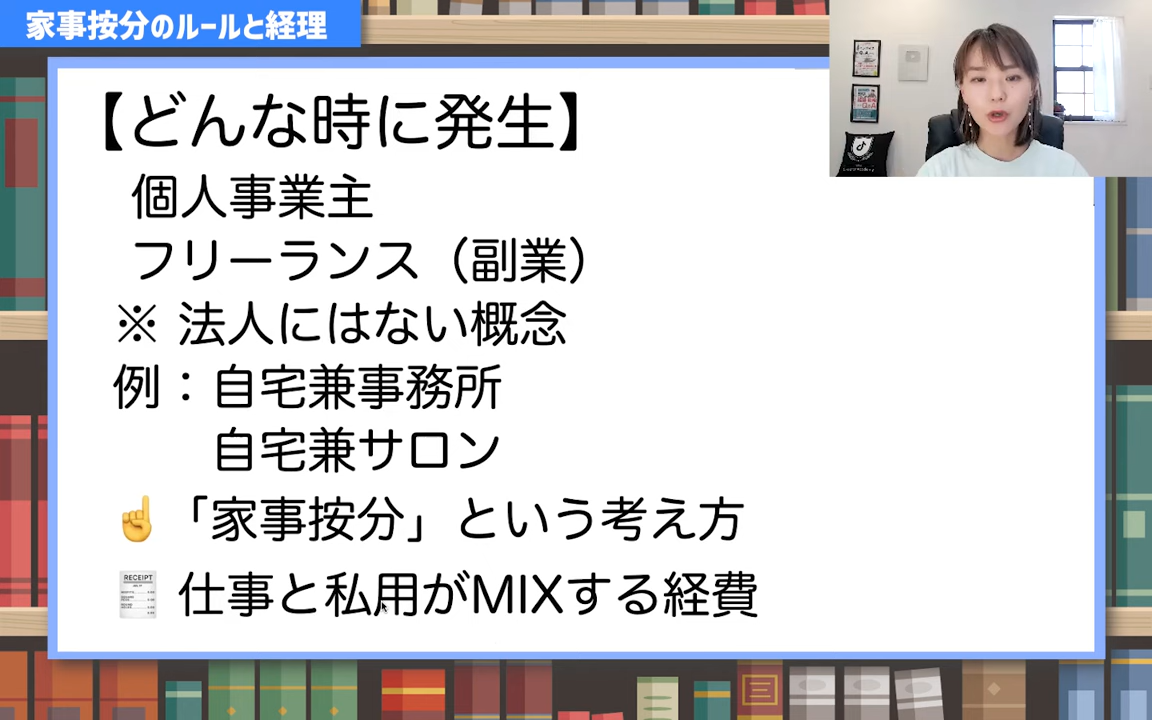 家事按分のルールと経理
【どんな時に発生】
個人事業主
フリーランス（副業）
※ 法人にはない概念
例：自宅兼事務所
自宅兼サロン
☝「家事按分」という考え方
RECEIPT
仕事と私用がMIXする経費